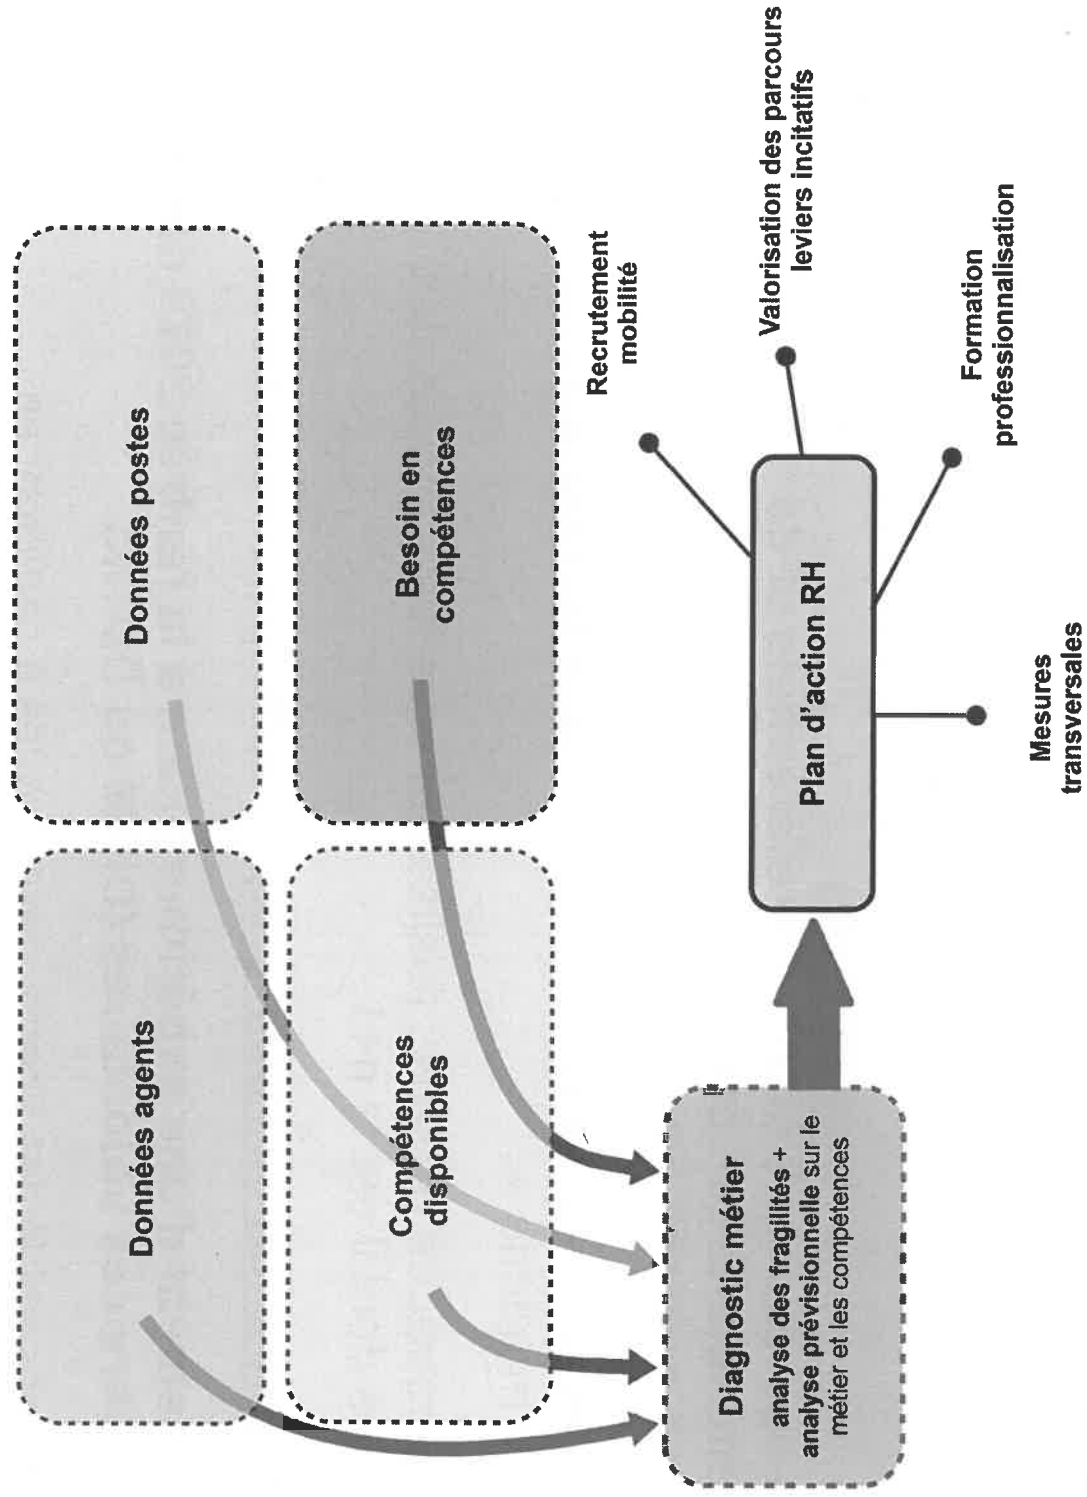 Données agents
Données postes
Compétences
disponibles
Besoin en
compétences
Diagnostic métier
analyse des fragilités +
analyse prévisionnelle sur le
métier et les compétences
Plan d'action RH
Recrutement
mobilité
Valorisation des parcours
leviers incitatifs
Formation
professionnalisation
Mesures
transversales